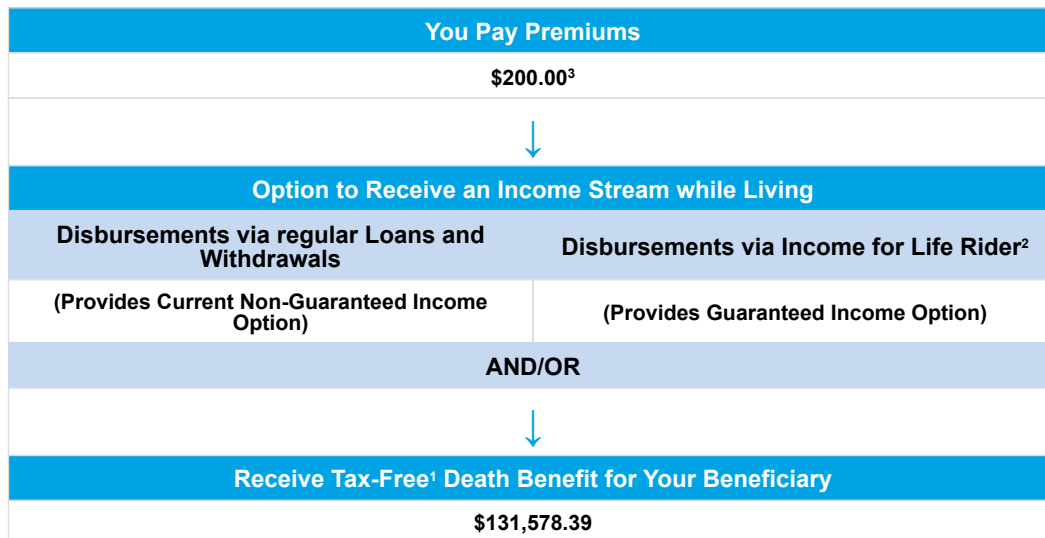 You Pay Premiums
$200.00³
↓
Option to Receive an Income Stream while Living
Disbursements via regular Loans and
Withdrawals
Disbursements via Income for Life Rider²
(Provides Current Non-Guaranteed Income
Option)
(Provides Guaranteed Income Option)
AND/OR
↓
Receive Tax-Free¹ Death Benefit for Your Beneficiary
$131,578.39